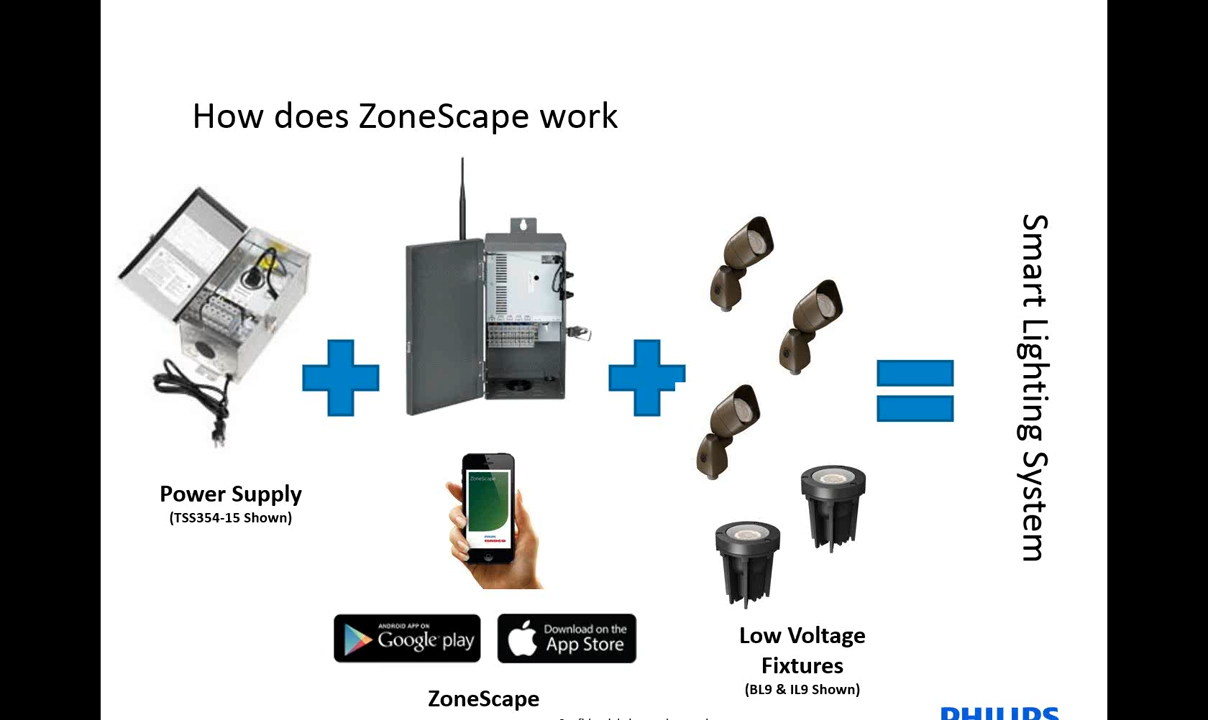 How does ZoneScape work
Power Supply
(TSS354-15 Shown)
ZoneScape
ANDROID APP ON
Google play
Download on the
App Store
ZoneScape
Low Voltage
Fixtures
(BL9 & IL9 Shown)
Smart Lighting System
PHILIPS